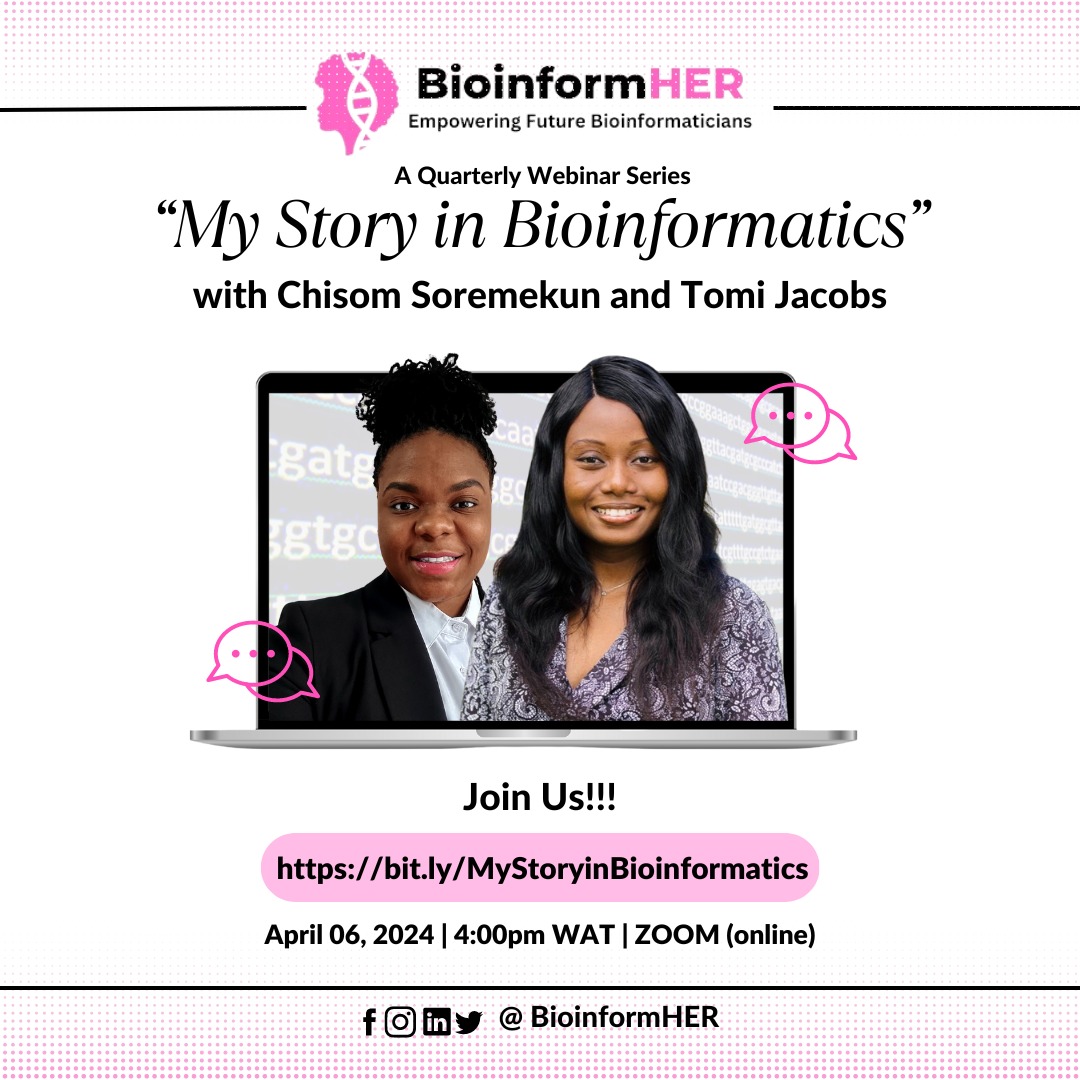 BioinformHER
Empowering Future Bioinformaticians
A Quarterly Webinar Series
“My Story in Bioinformatics”
with Chisom Soremekun and Tomi Jacobs
Join Us!!!
https://bit.ly/MyStoryinBioinformatics
April 06, 2024 | 4:00pm WAT | ZOOM (online)
@ BioinformHER